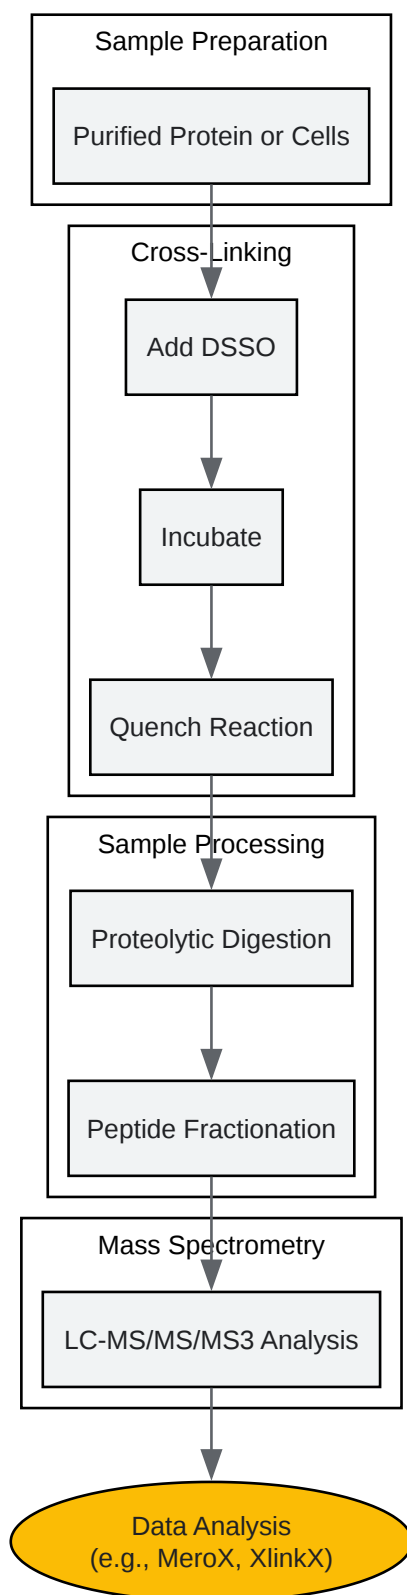 Sample Preparation
Purified Protein or Cells
Cross-Linking
Add DSSO
Incubate
Quench Reaction
Sample Processing
Proteolytic Digestion
Peptide Fractionation
Mass Spectrometry
LC-MS/MS/MS3 Analysis
Data Analysis
(e.g., MeroX, XlinkX)